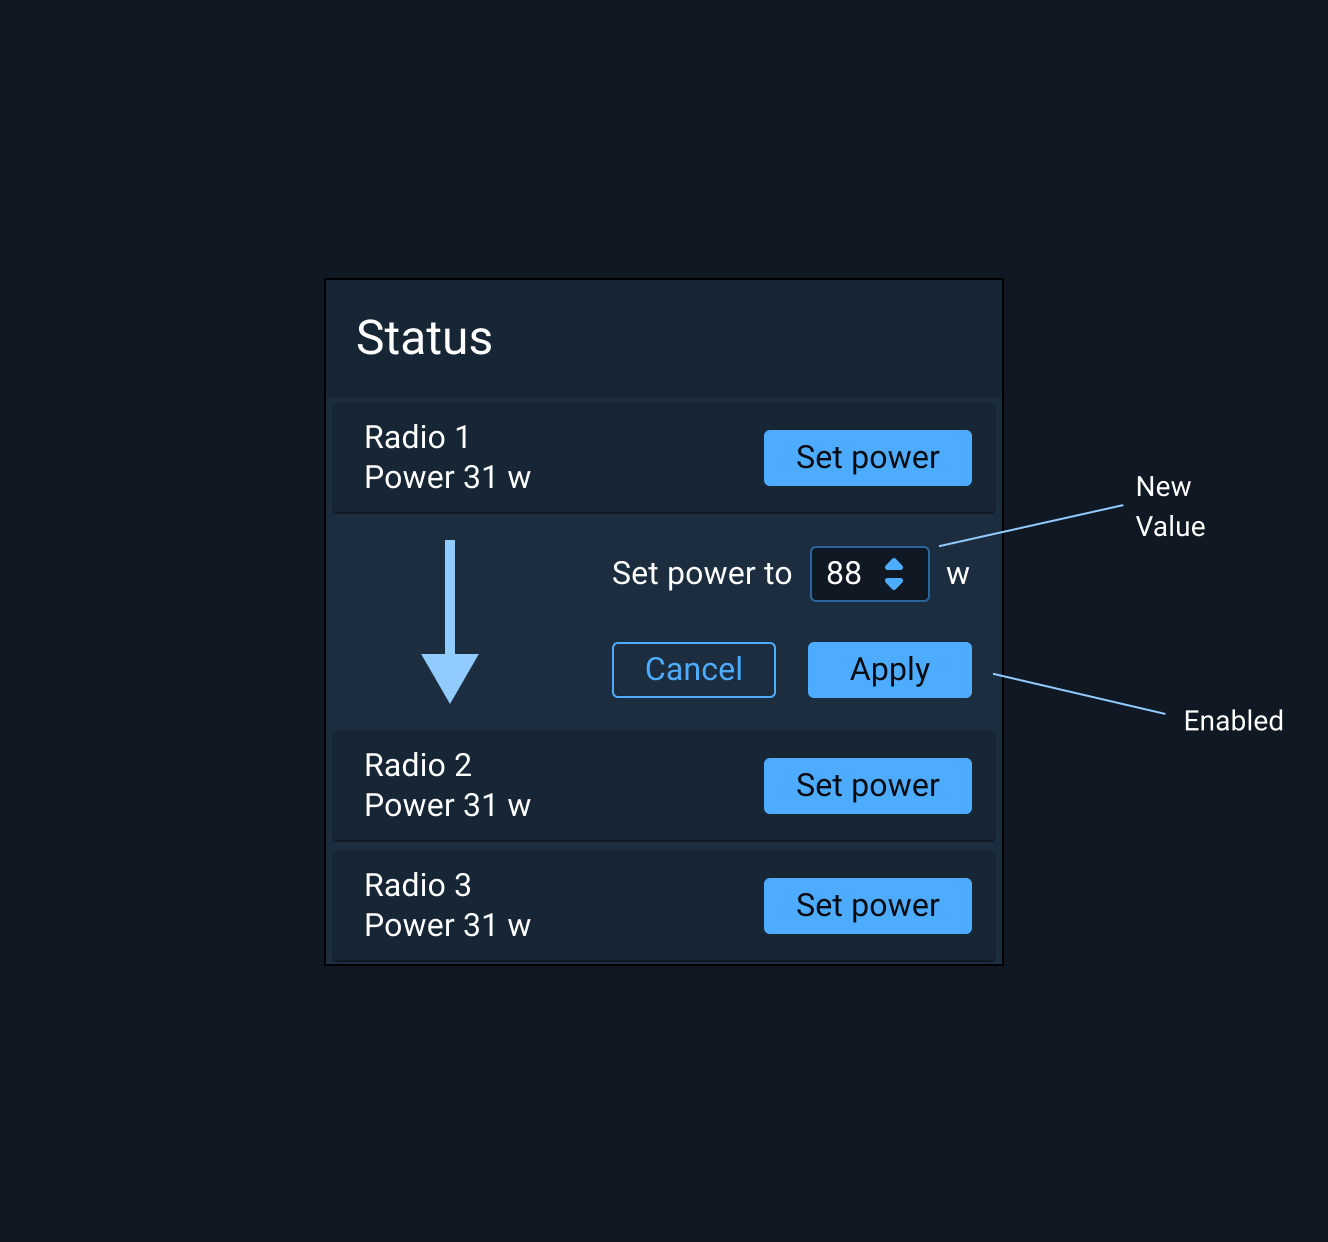 Status
Radio 1
Power 31 w
Set power
New
Value
Set power to 88 w
Cancel
Apply
Enabled
Radio 2
Power 31 w
Set power
Radio 3
Power 31 w
Set power